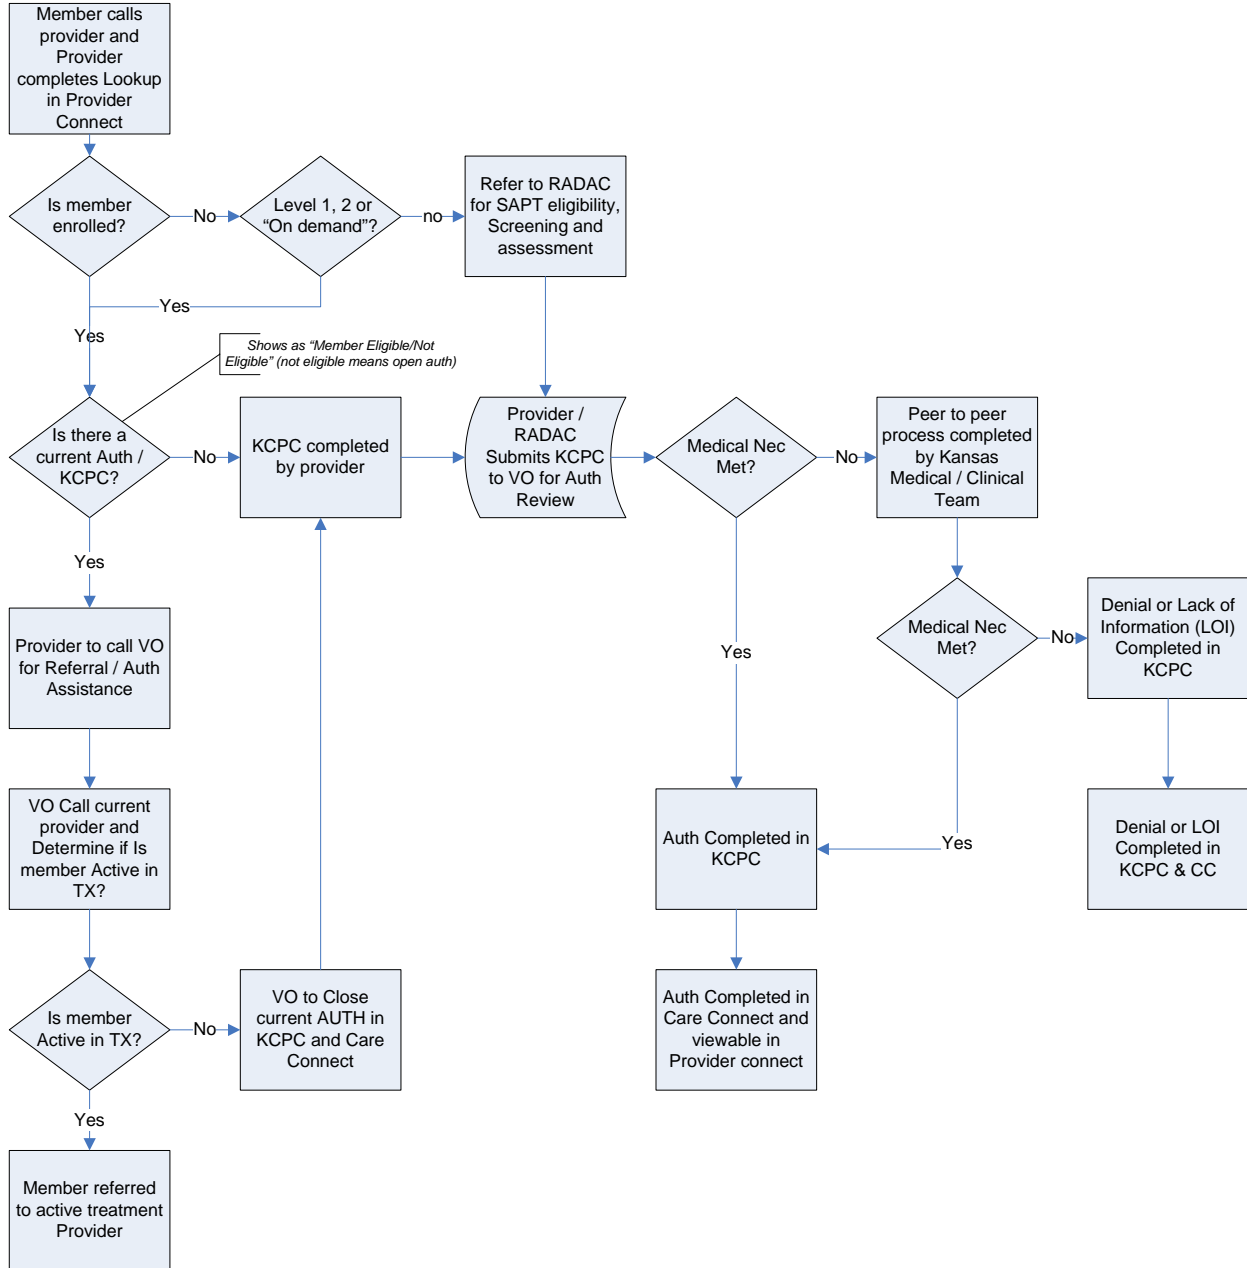 Member calls
provider and
Provider
completes Lookup
in Provider
Connect
Is member
enrolled?
No
Level 1, 2 or
“On demand”?
no
Refer to RADAC
for SAPT eligibility,
Screening and
assessment
Yes
Yes
Shows as “Member Eligible/Not
Eligible” (not eligible means open auth)
Is there a
current Auth /
KCPC?
No
KCPC completed
by provider
Provider /
RADAC
Submits KCPC
to VO for Auth
Review
Medical Nec
Met?
No
Peer to peer
process completed
by Kansas
Medical / Clinical
Team
Yes
Yes
Provider to call VO
for Referral / Auth
Assistance
Medical Nec
Met?
No
Denial or Lack of
Information (LOI)
Completed in
KCPC
VO Call current
provider and
Determine if Is
member Active in
TX?
Auth Completed in
KCPC
Yes
Denial or LOI
Completed in
KCPC & CC
Is member
Active in TX?
No
VO to Close
current AUTH in
KCPC and Care
Connect
Auth Completed in
Care Connect and
viewable in
Provider connect
Yes
Member referred
to active treatment
Provider